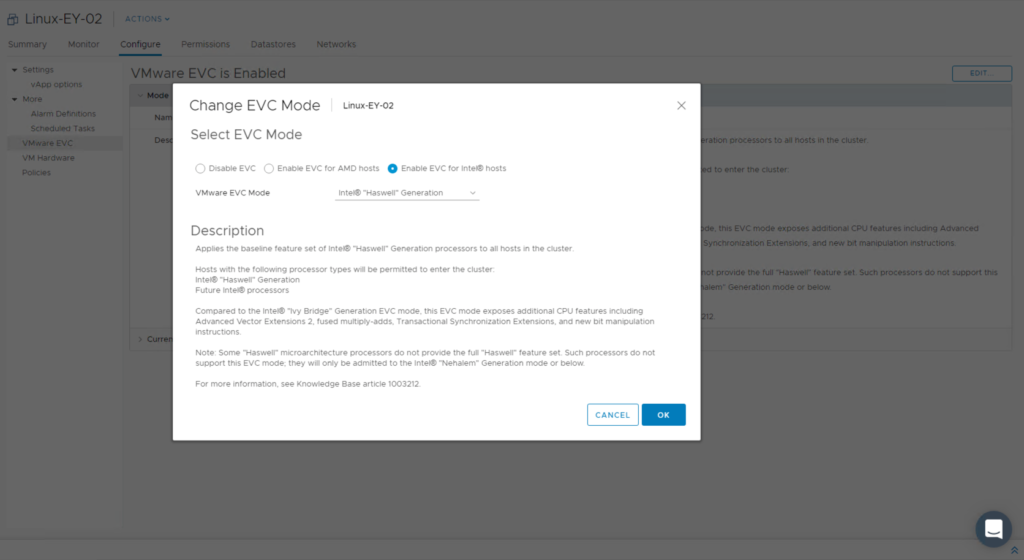 Linux-EY-02
ACTIONS
Summary Monitor Configure Permissions Datastores Networks
Settings
vApp options
More
Alarm Definitions
Scheduled Tasks
VMware EVC
VM Hardware
Policies
VMware EVC is Enabled
EDIT...
Mode
Nam
Desc
eration processors to all hosts in the cluster.
ted to enter the cluster:
ode, this EVC mode exposes additional CPU features including Advanced
Synchronization Extensions, and new bit manipulation instructions.
not provide the full "Haswell" feature set. Such processors do not support this
ehalem" Generation mode or below.
212
Curren
Change EVC Mode Linux-EY-02
Select EVC Mode
Disable EVC Enable EVC for AMD hosts Enable EVC for Intel® hosts
VMware EVC Mode Intel® "Haswell" Generation
Description
Applies the baseline feature set of Intel® "Haswell" Generation processors to all hosts in the cluster.
Hosts with the following processor types will be permitted to enter the cluster:
Intel® "Haswell" Generation
Future Intel® processors
Compared to the Intel® "Ivy Bridge" Generation EVC mode, this EVC mode exposes additional CPU features including
Advanced Vector Extensions 2, fused multiply-adds, Transactional Synchronization Extensions, and new bit manipulation
instructions.
Note: Some "Haswell" microarchitecture processors do not provide the full "Haswell" feature set. Such processors do not
support this EVC mode; they will only be admitted to the Intel® "Nehalem" Generation mode or below.
For more information, see Knowledge Base article 1003212.
CANCEL OK